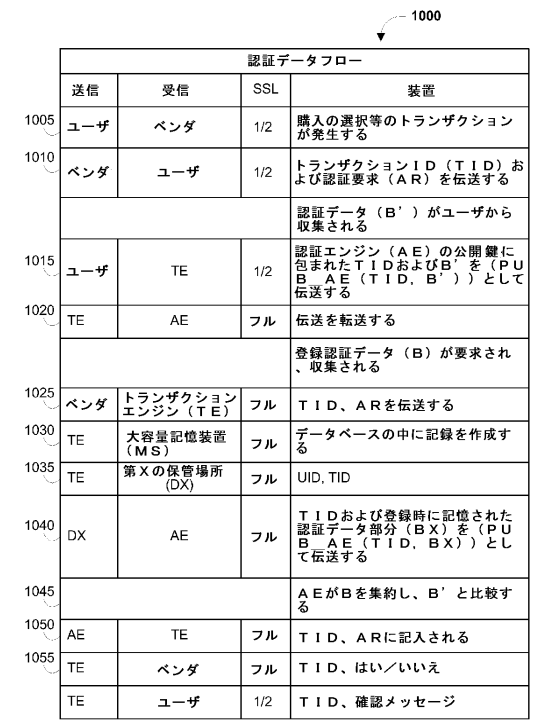 1000
認証データフロー
送信 受信 SSL 装置
1005 ユーザ ベンダ 1/2 購入の選択等のトランザクション
が発生する
1010 ベンダ ユーザ 1/2 トランザクションＩＤ（ＴＩＤ）お
よび認証要求（ＡＲ）を伝送する
認証データ（Ｂ’）がユーザから
収集される
1015 ユーザ TE 1/2 認証エンジン（ＡＥ）の公開鍵に
包まれたＴＩＤおよびＢ’を（ＰＵ
Ｂ＿ＡＥ（ＴＩＤ，Ｂ’））として
伝送する
1020 TE AE フル 伝送を転送する
登録認証データ（Ｂ）が要求され
、収集される
1025 ベンダ トランザクション
エンジン（ＴＥ） フル ＴＩＤ、ＡＲを伝送する
1030 TE 大容量記憶装置
（ＭＳ） フル データベースの中に記録を作成す
る
1035 TE 第Ｘの保管場所
(DX) フル UID, TID
1040 DX AE フル ＴＩＤおよび登録時に記憶された
認証データ部分（ＢＸ）を（ＰＵ
Ｂ＿ＡＥ（ＴＩＤ，ＢＸ））とし
て伝送する
1045 ＡＥがＢを集約し、Ｂ’と比較す
る
1050 AE TE フル ＴＩＤ、ＡＲに記入される
1055 TE ベンダ フル ＴＩＤ、はい／いいえ
TE ユーザ 1/2 ＴＩＤ、確認メッセージ